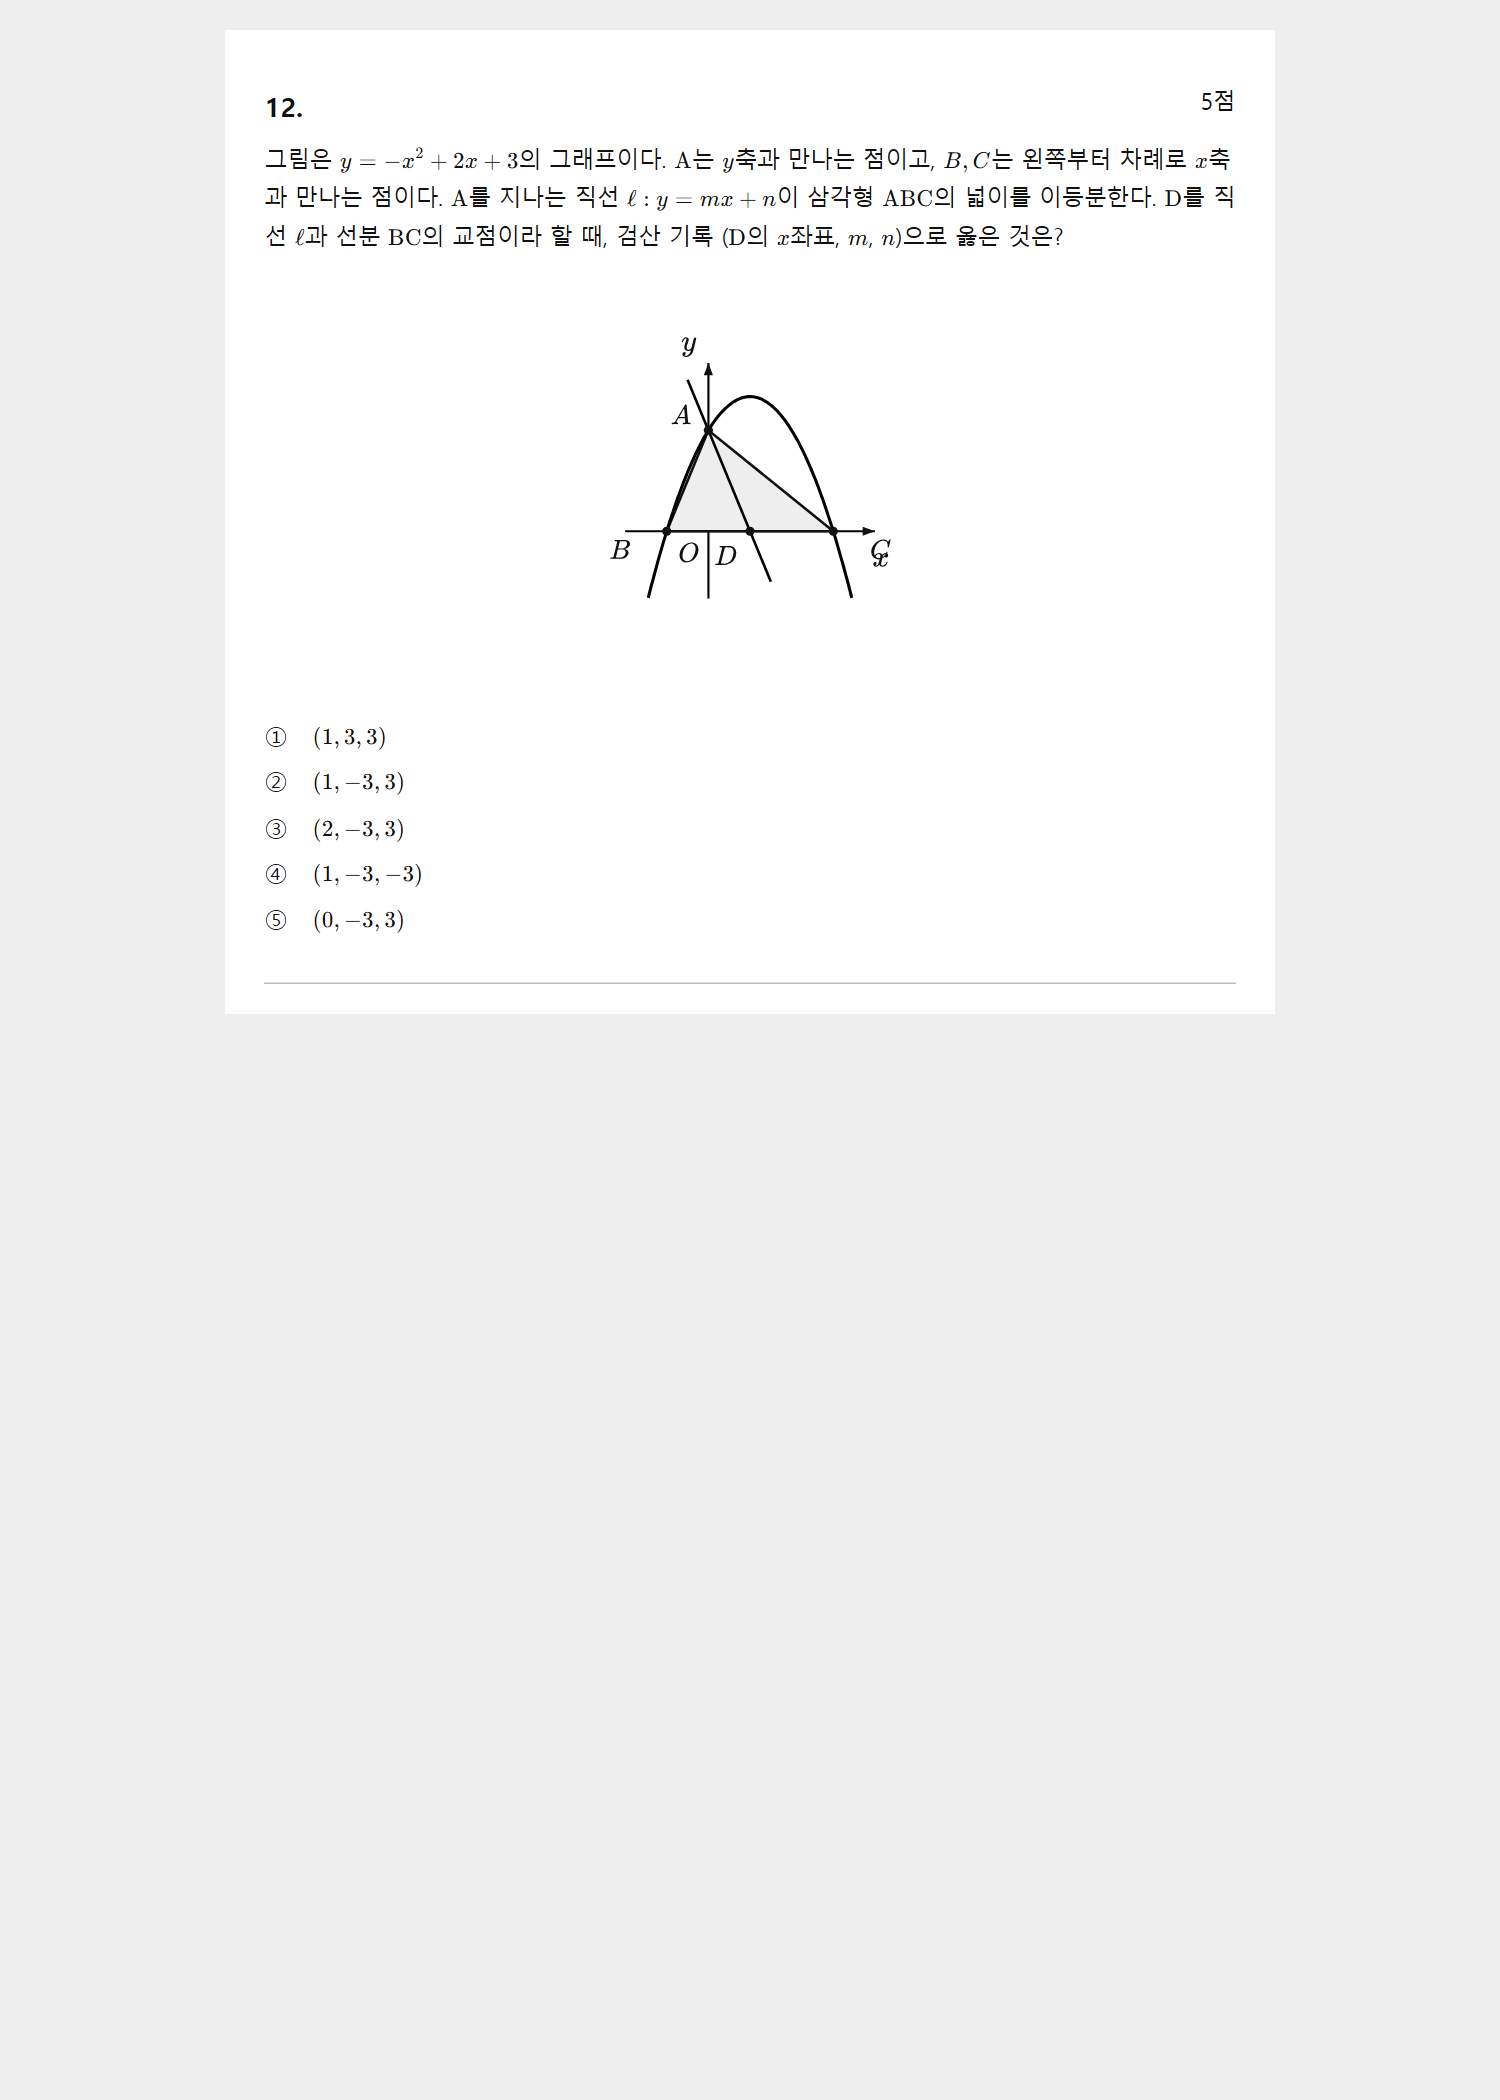 12.
5점
그림은 y = −x² + 2x + 3의 그래프이다. A는 y축과 만나는 점이고, B, C는 왼쪽부터 차례로 x축
과 만나는 점이다. A를 지나는 직선 ℓ : y = mx + n이 삼각형 ABC의 넓이를 이등분한다. D를 직
선 ℓ과 선분 BC의 교점이라 할 때, 검산 기록 (D의 x좌표, m, n)으로 옳은 것은?
y
A
B
O
D
C
x
① (1, 3, 3)
② (1, −3, 3)
③ (2, −3, 3)
④ (1, −3, −3)
⑤ (0, −3, 3)